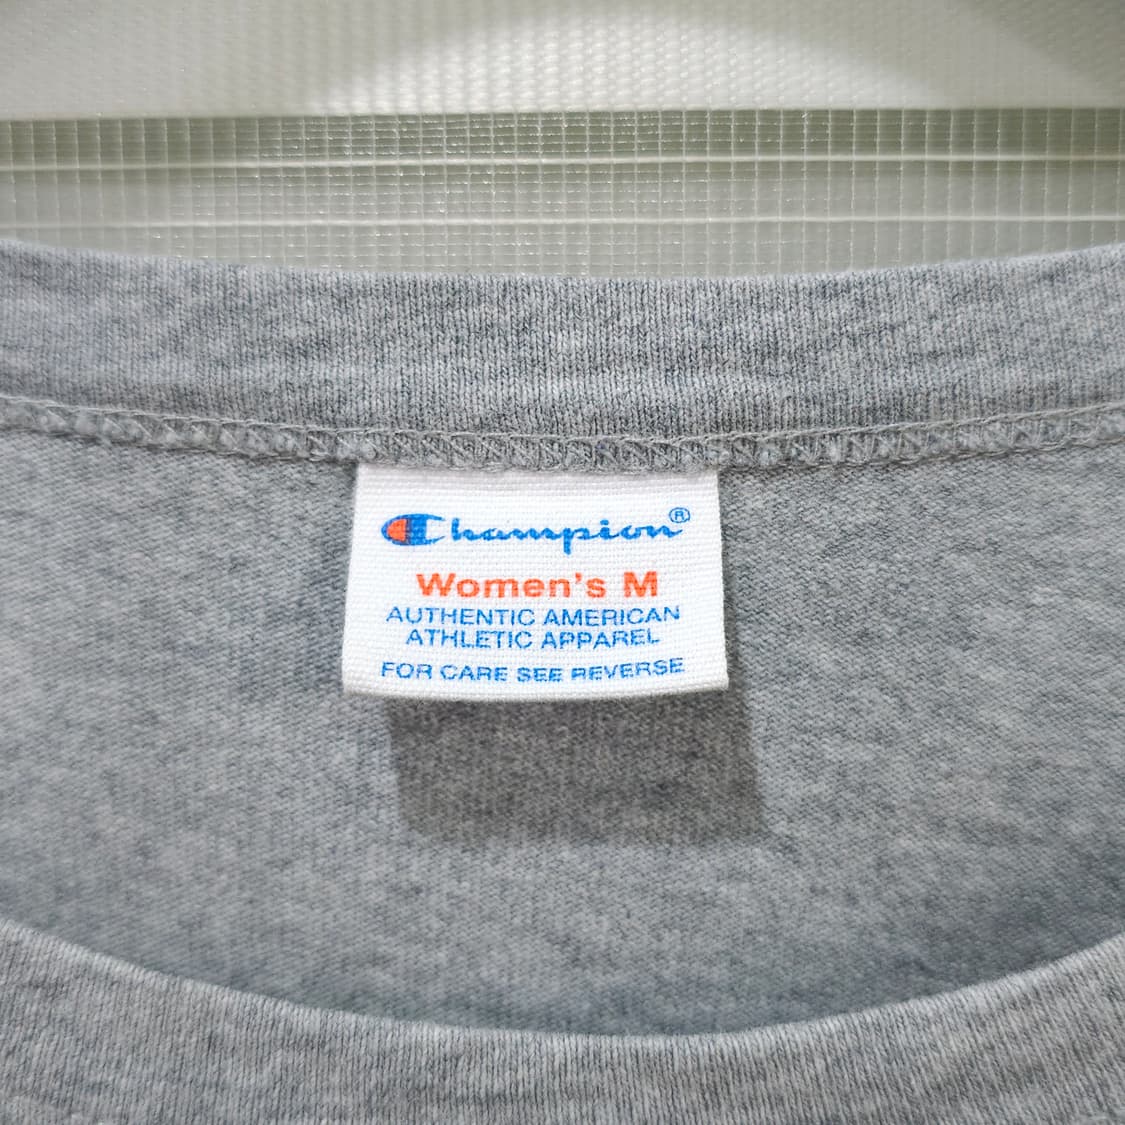 Champion®
Women's M
AUTHENTIC AMERICAN
ATHLETIC APPAREL
FOR CARE SEE REVERSE